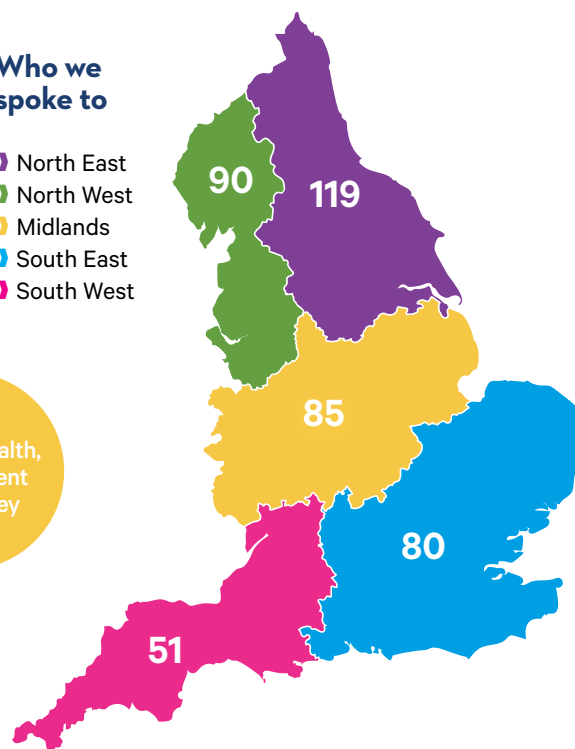 Who we
spoke to
North East
North West
Midlands
South East
South West
90
119
85
80
51